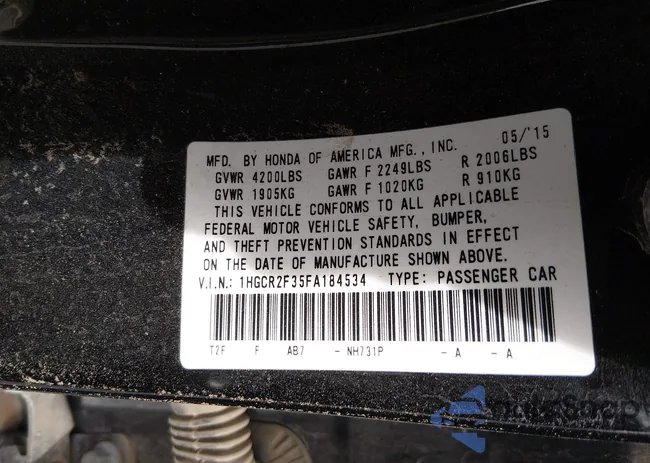 MFD. BY HONDA OF AMERICA MFG., INC. 05/'15
GVWR 4200LBS GAWR F 2249LBS R 2006LBS
GVWR 1905KG GAWR F 1020KG R 910KG
THIS VEHICLE CONFORMS TO ALL APPLICABLE
FEDERAL MOTOR VEHICLE SAFETY, BUMPER,
AND THEFT PREVENTION STANDARDS IN EFFECT
ON THE DATE OF MANUFACTURE SHOWN ABOVE.
V.I.N.: 1HGCR2F35FA184534 TYPE: PASSENGER CAR
T2F F AB7 - NH731P - A - A